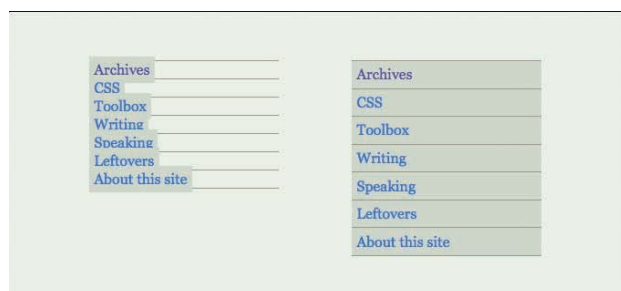 Archives
CSS
Toolbox
Writing
Speaking
Leftovers
About this site
Archives
CSS
Toolbox
Writing
Speaking
Leftovers
About this site